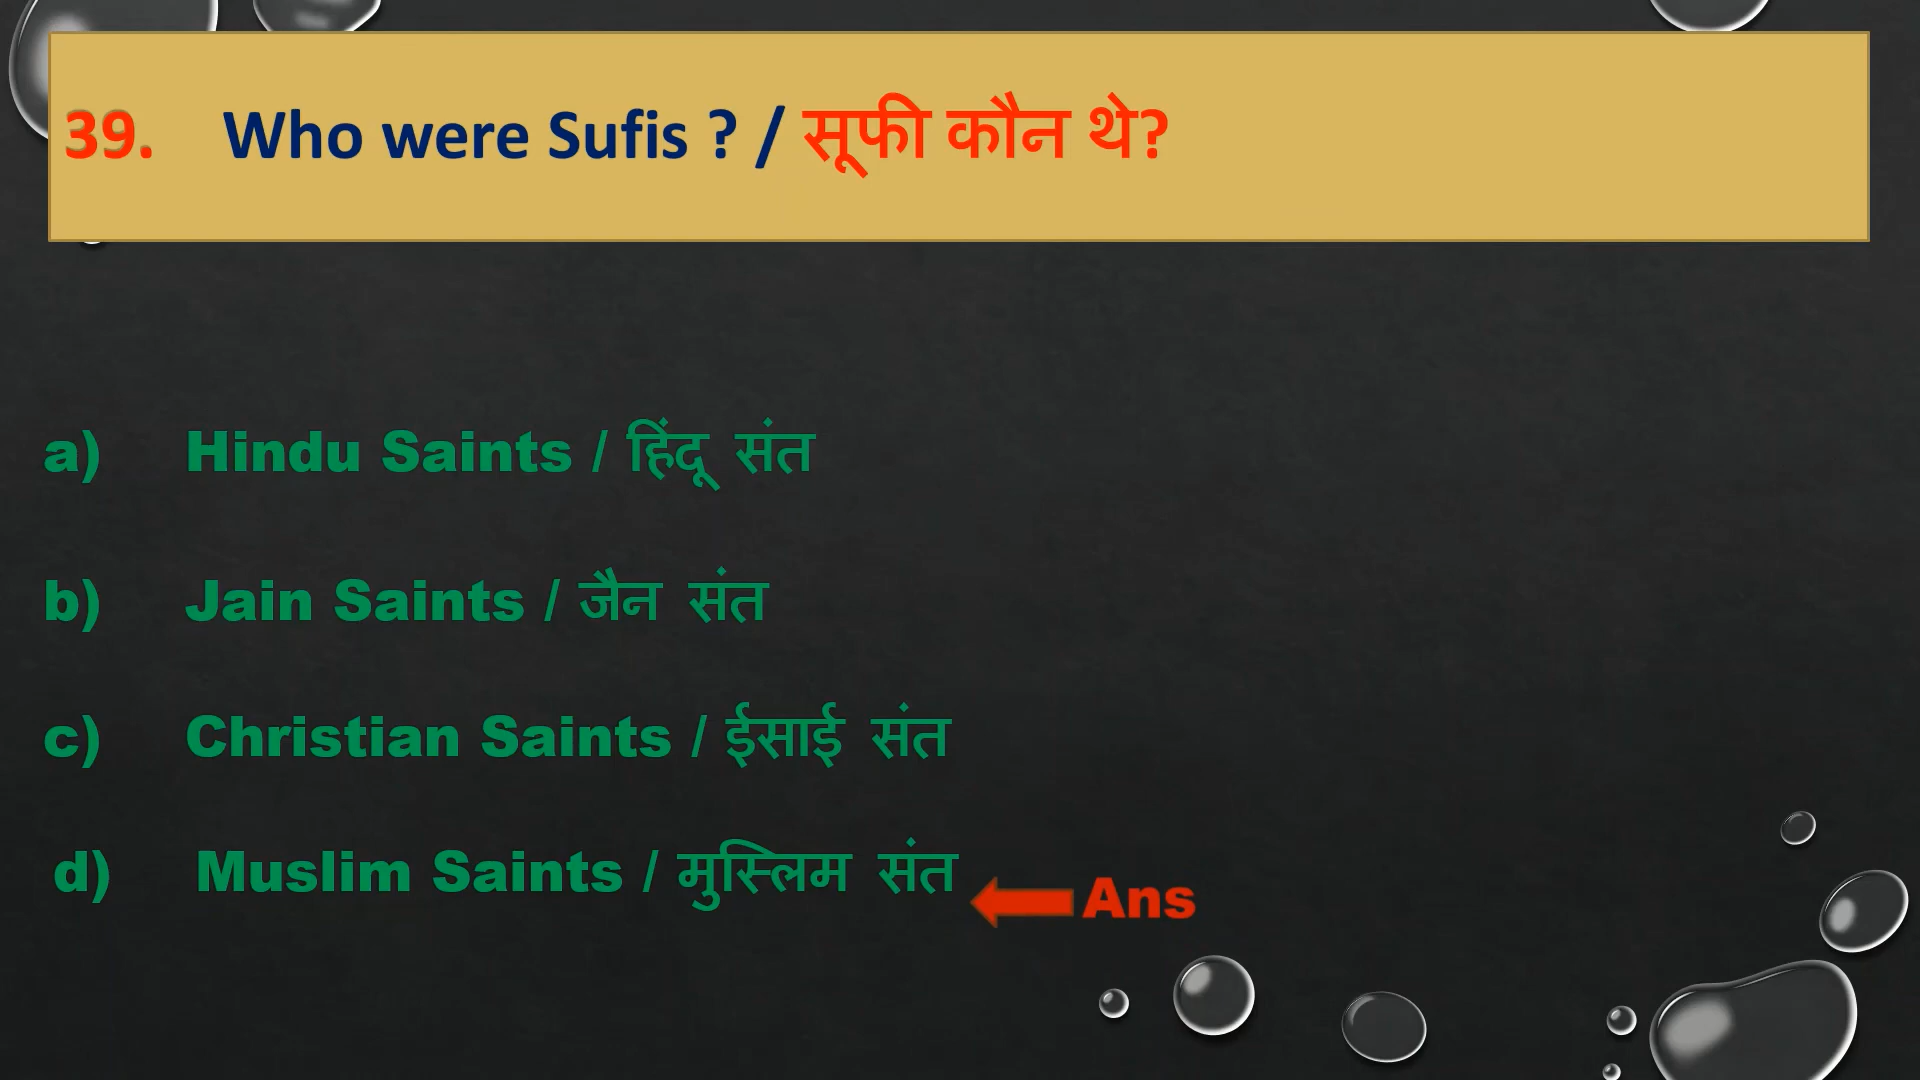 39. Who were Sufis ? / सूफी कौन थे?
a) Hindu Saints / हिंदू संत
b) Jain Saints / जैन संत
c) Christian Saints / ईसाई संत
d) Muslim Saints / मुस्लिम संत
Ans